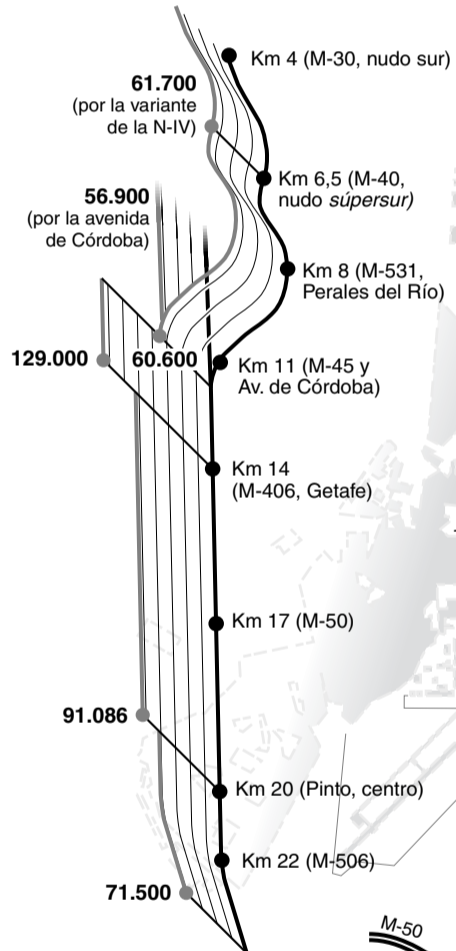 Km 4 (M-30, nudo sur)
61.700
(por la variante
de la N-IV)
Km 6,5 (M-40,
nudo súpersur)
56.900
(por la avenida
de Córdoba)
Km 8 (M-531,
Perales del Río)
129.000
60.600
Km 11 (M-45 y
Av. de Córdoba)
Km 14
(M-406, Getafe)
Km 17 (M-50)
91.086
Km 20 (Pinto, centro)
Km 22 (M-506)
71.500
M-50